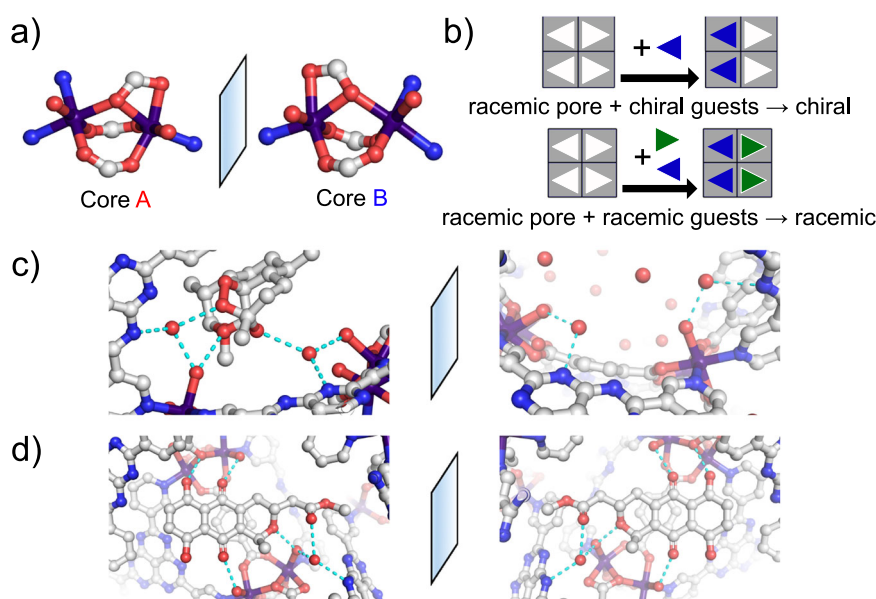 a)
Core A
Core B
b)
+
racemic pore + chiral guests → chiral
+
racemic pore + racemic guests → racemic
c)
d)